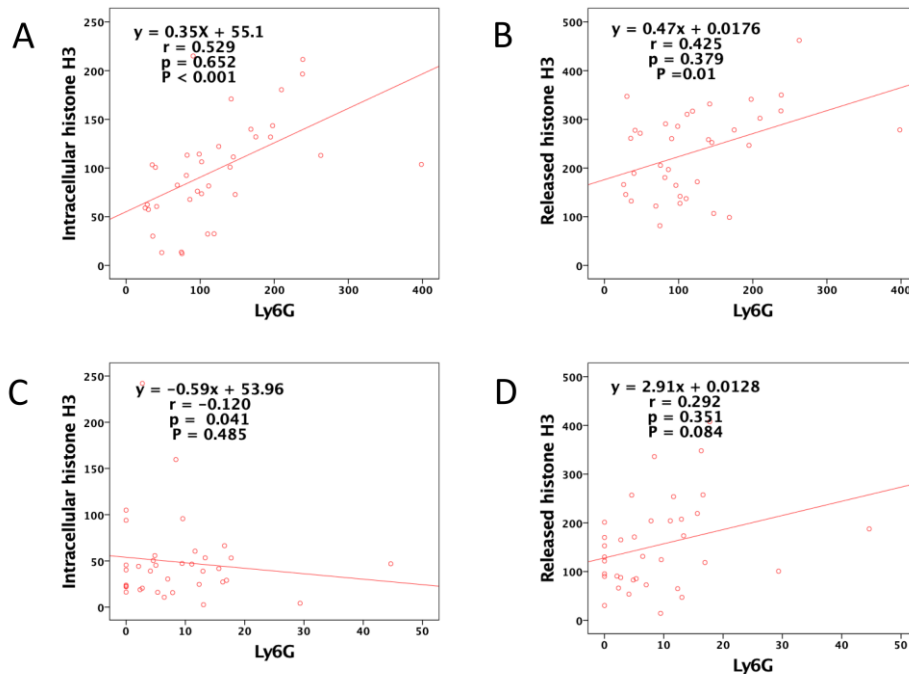 A
y = 0.35X + 55.1
r = 0.529
p = 0.652
P < 0.001
Intracellular histone H3
250
200
150
100
50
0
0 100 200 300 400
Ly6G
B
y = 0.47x + 0.0176
r = 0.425
p = 0.379
P =0.01
Released histone H3
500
400
300
200
100
0
0 100 200 300 400
Ly6G
C
y = −0.59x + 53.96
r = −0.120
p = 0.041
P = 0.485
Intracellular histone H3
250
200
150
100
50
0
0 10 20 30 40 50
Ly6G
D
y = 2.91x + 0.0128
r = 0.292
p = 0.351
P = 0.084
Released histone H3
500
400
300
200
100
0
0 10 20 30 40 50
Ly6G